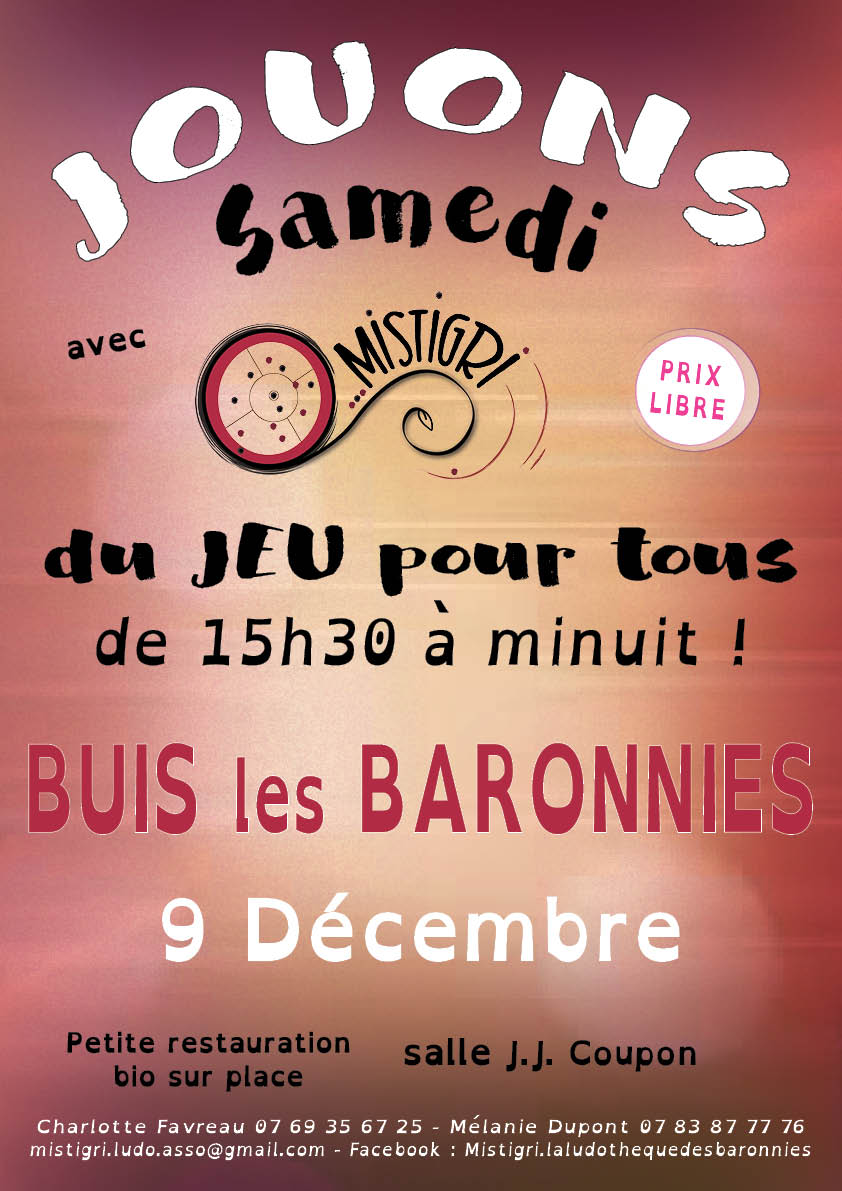 JOUONS
Samedi
avec
MiSTIGRI
PRIX
LIBRE
du JEU pour tous
de 15h30 à minuit !
BUIS les BARONNIES
9 Décembre
Petite restauration
bio sur place
salle J.J. Coupon
Charlotte Favreau 07 69 35 67 25 - Mélanie Dupont 07 83 87 77 76
mistigri.ludo.asso@gmail.com - Facebook : Mistigri.laludothequedesbaronnies